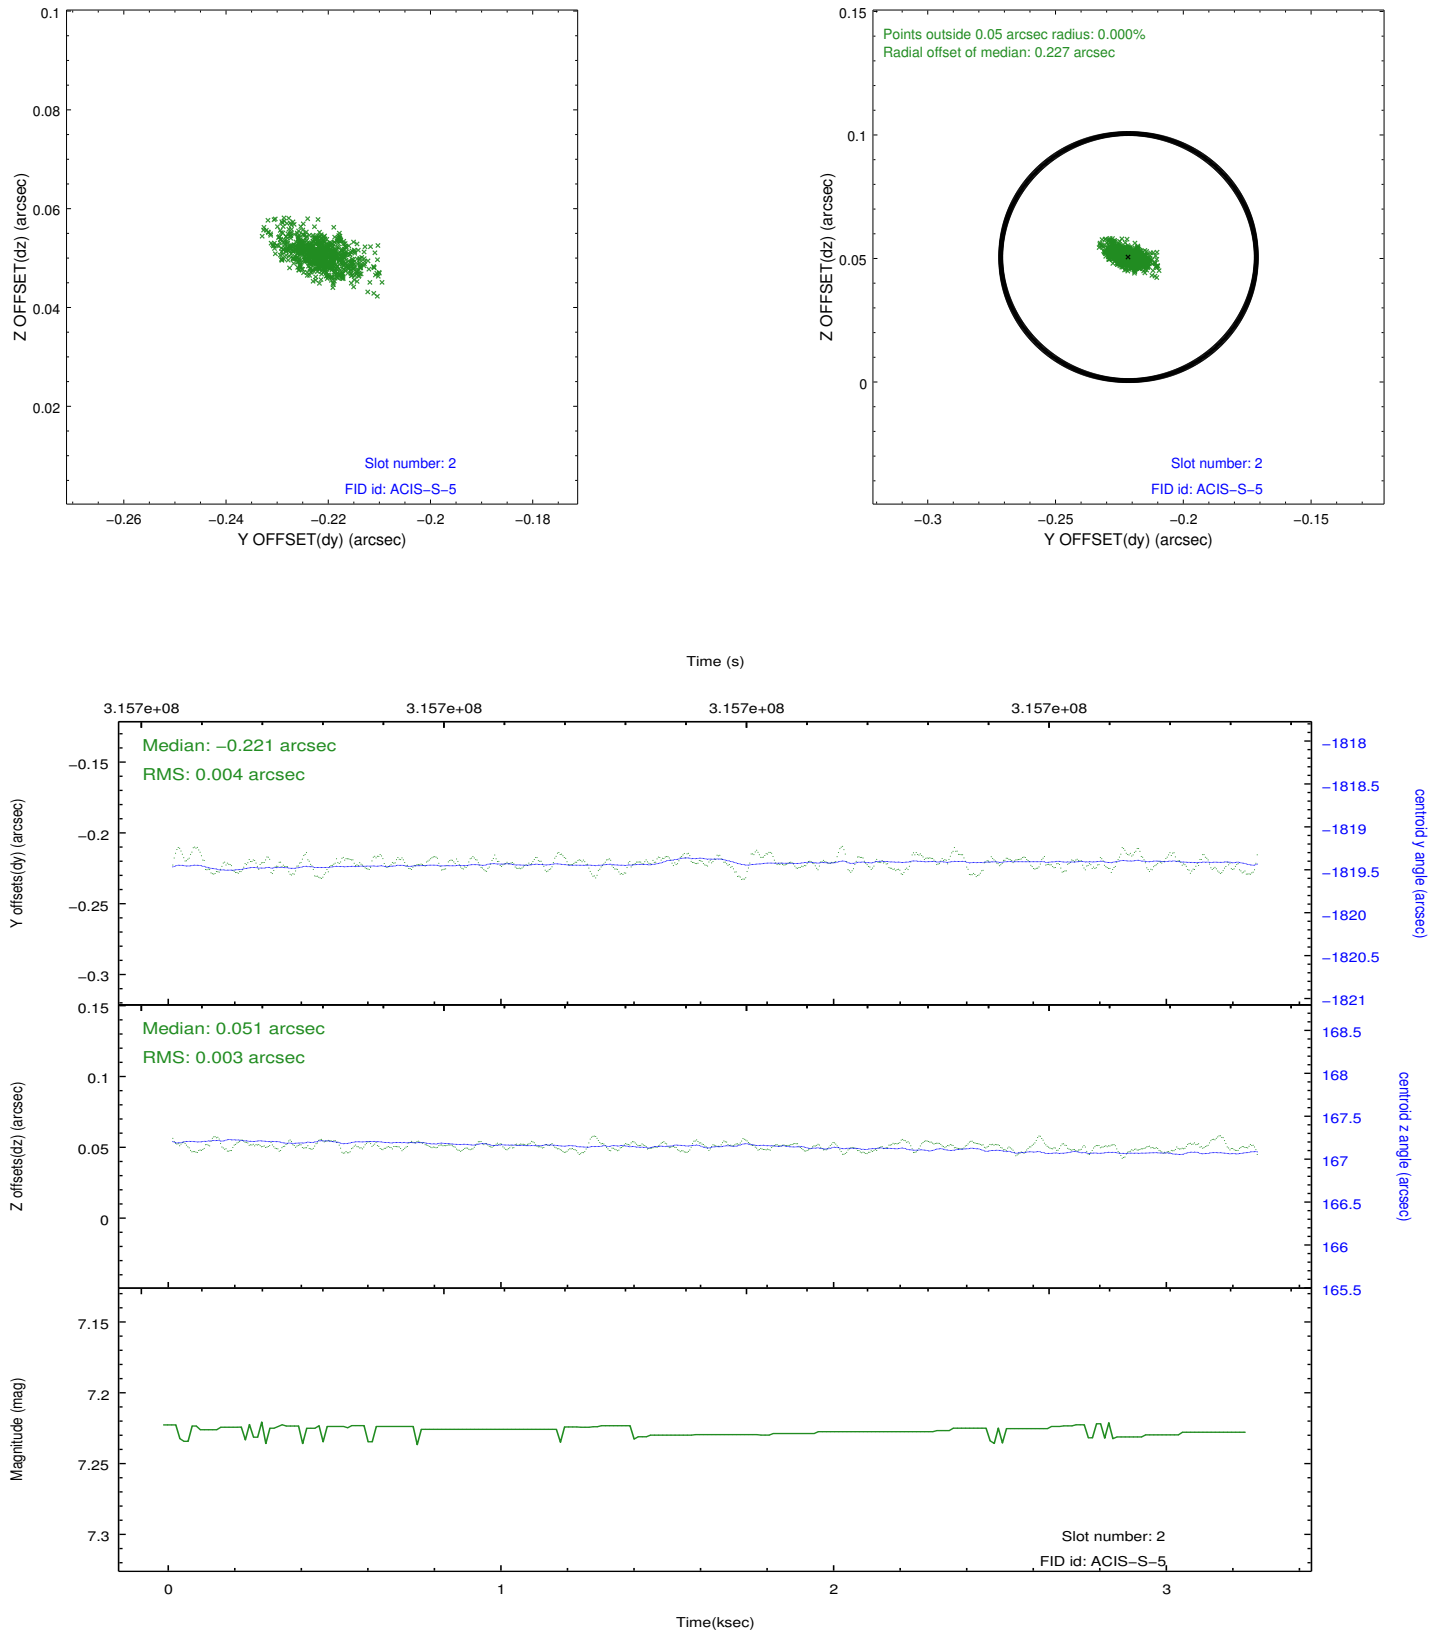 0.1
0.08
0.06
0.04
0.02
Z OFFSET(dz) (arcsec)
Slot number: 2
FID id: ACIS−S−5
−0.26
−0.24
−0.22
−0.2
−0.18
Y OFFSET(dy) (arcsec)
0.15
0.1
0.05
0
Z OFFSET(dz) (arcsec)
Points outside 0.05 arcsec radius: 0.000%
Radial offset of median: 0.227 arcsec
Slot number: 2
FID id: ACIS−S−5
−0.3
−0.25
−0.2
−0.15
Y OFFSET(dy) (arcsec)
Time (s)
3.157e+08
3.157e+08
3.157e+08
3.157e+08
Median: −0.221 arcsec
RMS: 0.004 arcsec
−0.15
−0.2
−0.25
−0.3
Y offsets(dy) (arcsec)
−1818
−1818.5
−1819
−1819.5
−1820
−1820.5
−1821
centroid y angle (arcsec)
Median: 0.051 arcsec
RMS: 0.003 arcsec
0.15
0.1
0.05
0
Z offsets(dz) (arcsec)
168.5
168
167.5
167
166.5
166
165.5
centroid z angle (arcsec)
7.15
7.2
7.25
7.3
Magnitude (mag)
Slot number: 2
FID id: ACIS−S−5
0
1
2
3
Time(ksec)